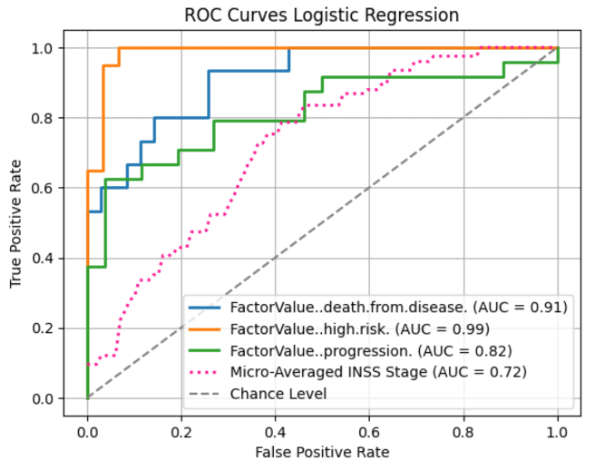 ROC Curves Logistic Regression
True Positive Rate
1.0
0.8
0.6
0.4
0.2
0.0
FactorValue..death.from.disease. (AUC = 0.91)
FactorValue..high.risk. (AUC = 0.99)
FactorValue..progression. (AUC = 0.82)
Micro-Averaged INSS Stage (AUC = 0.72)
Chance Level
0.0 0.2 0.4 0.6 0.8 1.0
False Positive Rate